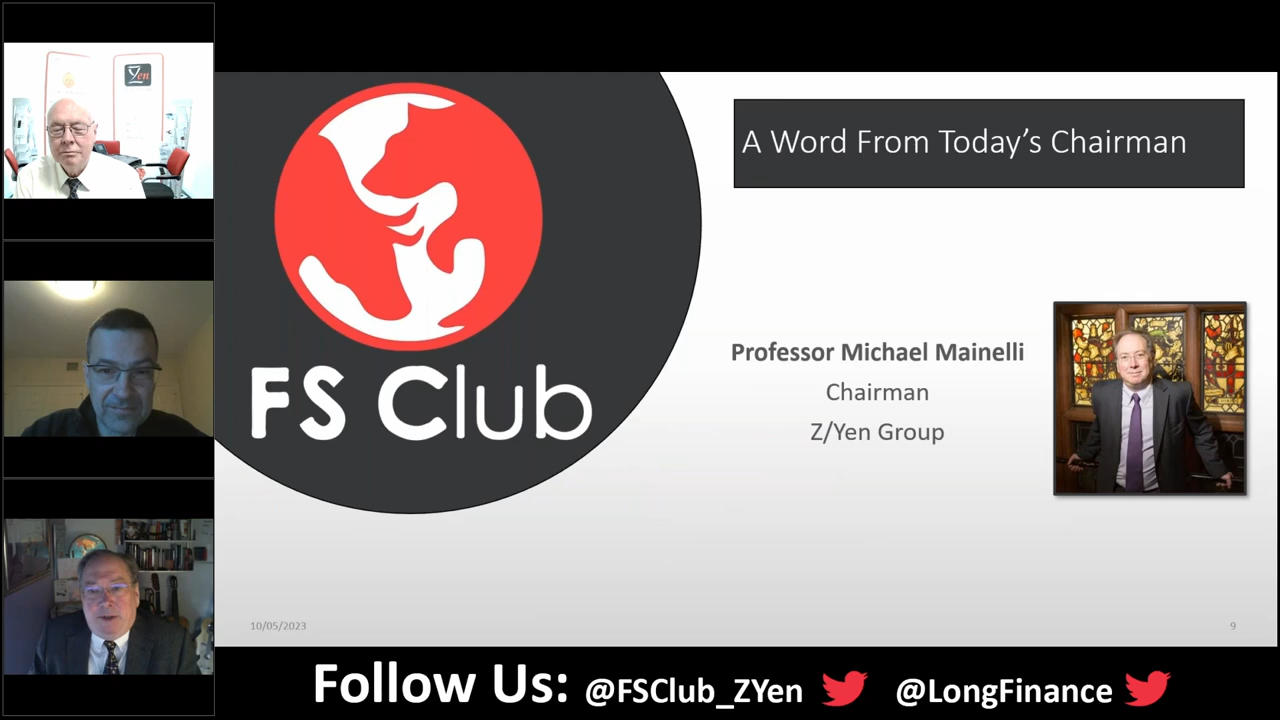 Zen
A Word From Today's Chairman
FS Club
Professor Michael Mainelli
Chairman
Z/Yen Group
10/05/2023
9
Follow Us: @FSClub_ZYen @LongFinance